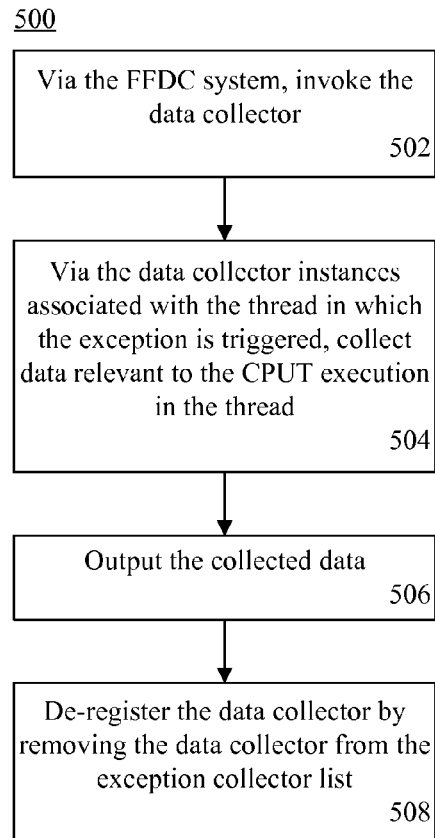 500
Via the FFDC system, invoke the
data collector
502
Via the data collector instances
associated with the thread in which
the exception is triggered, collect
data relevant to the CPUT execution
in the thread
504
Output the collected data
506
De-register the data collector by
removing the data collector from the
exception collector list
508